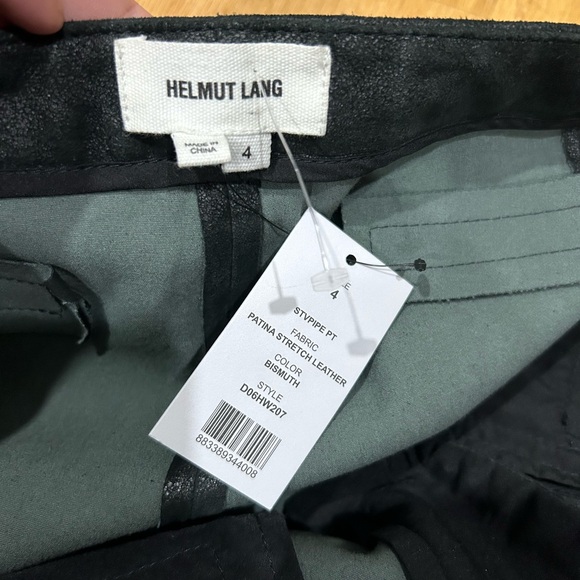 HELMUT LANG
MADE IN
CHINA
4
4
STVPIPE PT
FABRIC
PATINA STRETCH LEATHER
COLOR
BISMUTH
STYLE
D06HW207
883389344008